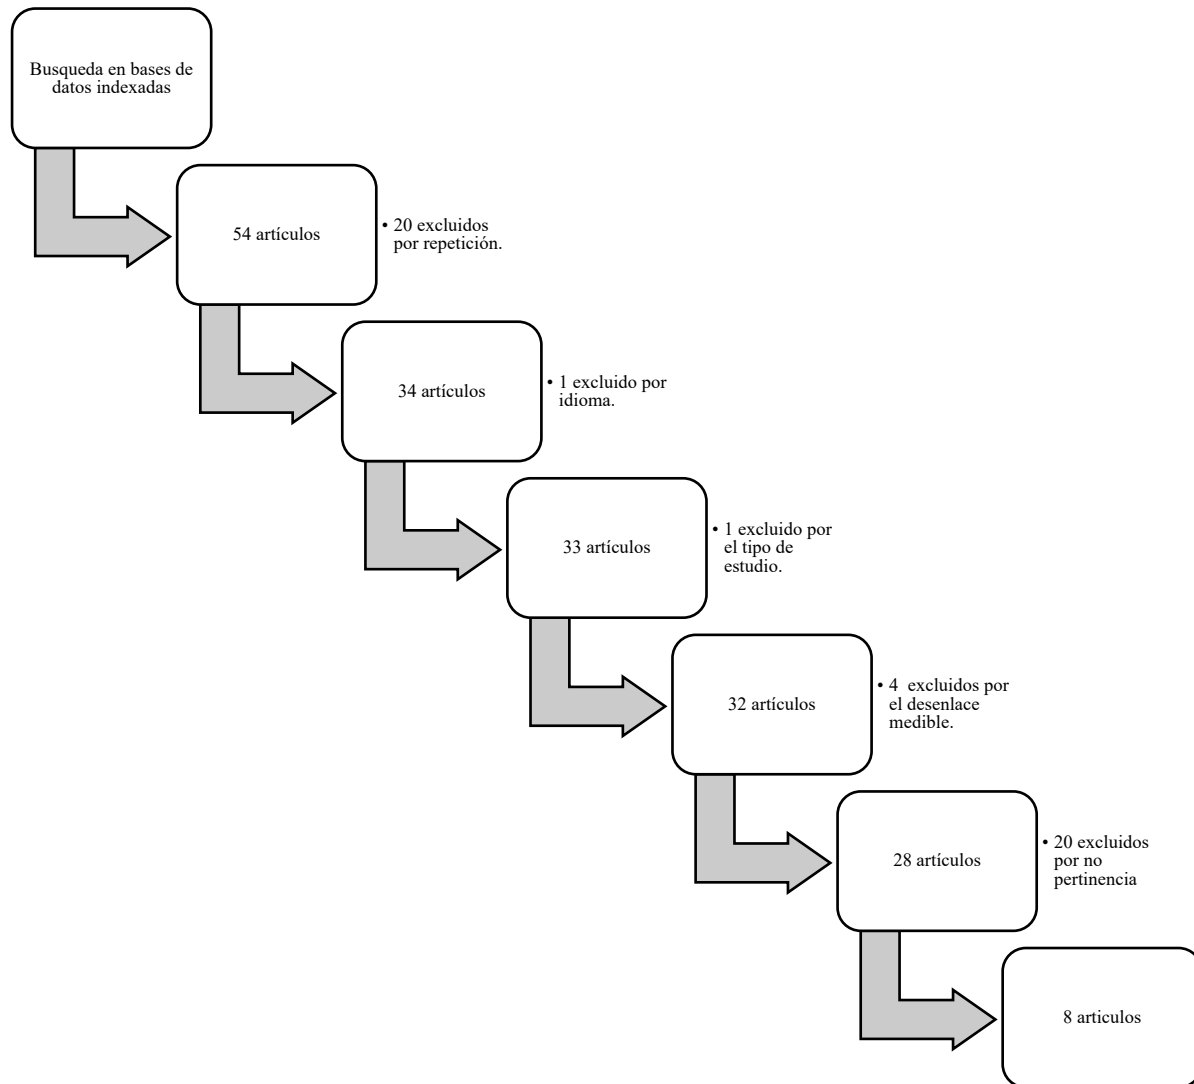 Busqueda en bases de
datos indexadas
54 artículos
• 20 excluidos
por repetición.
34 artículos
• 1 excluido por
idioma.
33 artículos
• 1 excluido por
el tipo de
estudio.
32 artículos
• 4  excluidos por
el desenlace
medible.
28 artículos
• 20 excluidos
por no
pertinencia
8 articulos